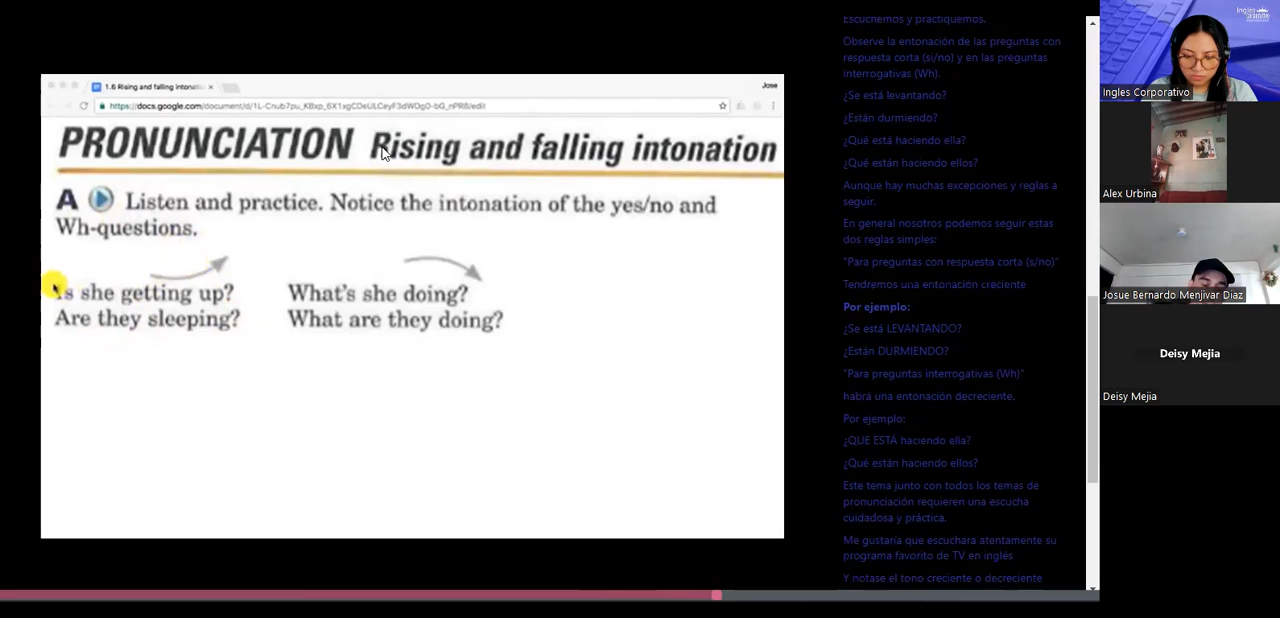 1.6 Rising and falling intonatio
Jose
PRONUNCIATION Rising and falling intonation
A Listen and practice. Notice the intonation of the yes/no and
Wh-questions.
Is she getting up?
Are they sleeping?
What's she doing?
What are they doing?
Escuchemos y practiquemos.
Observe la entonación de las preguntas con
respuesta corta (si/no) y en las preguntas
interrogativas (Wh).
¿Se está levantando?
¿Están durmiendo?
¿Qué está haciendo ella?
¿Qué están haciendo ellos?
Aunque hay muchas excepciones y reglas a
seguir.
En general nosotros podemos seguir estas
dos reglas simples:
"Para preguntas con respuesta corta (s/no)"
Tendremos una entonación creciente
Por ejemplo:
¿Se está LEVANTANDO?
¿Están DURMIENDO?
"Para preguntas interrogativas (Wh)"
habrá una entonación decreciente.
Por ejemplo:
¿QUE ESTÁ haciendo ella?
¿Qué están haciendo ellos?
Este tema junto con todos los temas de
pronunciación requieren una escucha
cuidadosa y práctica.
Me gustaría que escuchara atentamente su
programa favorito de TV en inglés
Y notase el tono creciente o decreciente
Ingles Corporativo
Alex Urbina
Josue Bernardo Menjivar Diaz
Deisy Mejia
Deisy Mejia